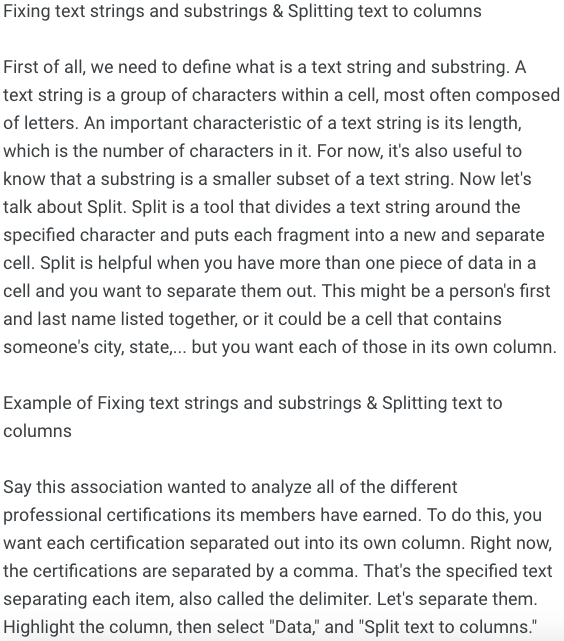 Fixing text strings and substrings & Splitting text to columns
First of all, we need to define what is a text string and substring. A
text string is a group of characters within a cell, most often composed
of letters. An important characteristic of a text string is its length,
which is the number of characters in it. For now, it's also useful to
know that a substring is a smaller subset of a text string. Now let's
talk about Split. Split is a tool that divides a text string around the
specified character and puts each fragment into a new and separate
cell. Split is helpful when you have more than one piece of data in a
cell and you want to separate them out. This might be a person's first
and last name listed together, or it could be a cell that contains
someone's city, state,... but you want each of those in its own column.
Example of Fixing text strings and substrings & Splitting text to
columns
Say this association wanted to analyze all of the different
professional certifications its members have earned. To do this, you
want each certification separated out into its own column. Right now,
the certifications are separated by a comma. That's the specified text
separating each item, also called the delimiter. Let's separate them.
Highlight the column, then select "Data," and "Split text to columns."